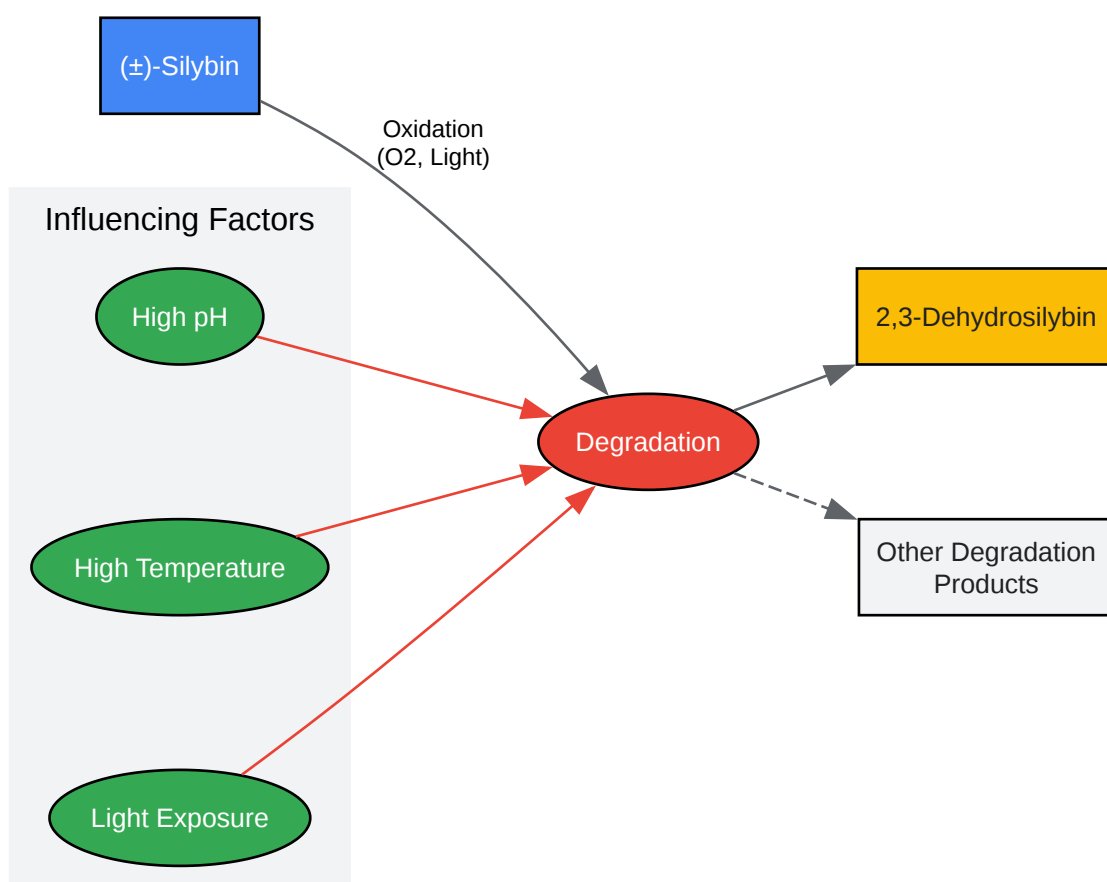 (±)-Silybin
Oxidation
(O2, Light)
Influencing Factors
High pH
2,3-Dehydrosilybin
Degradation
High Temperature
Other Degradation
Products
Light Exposure